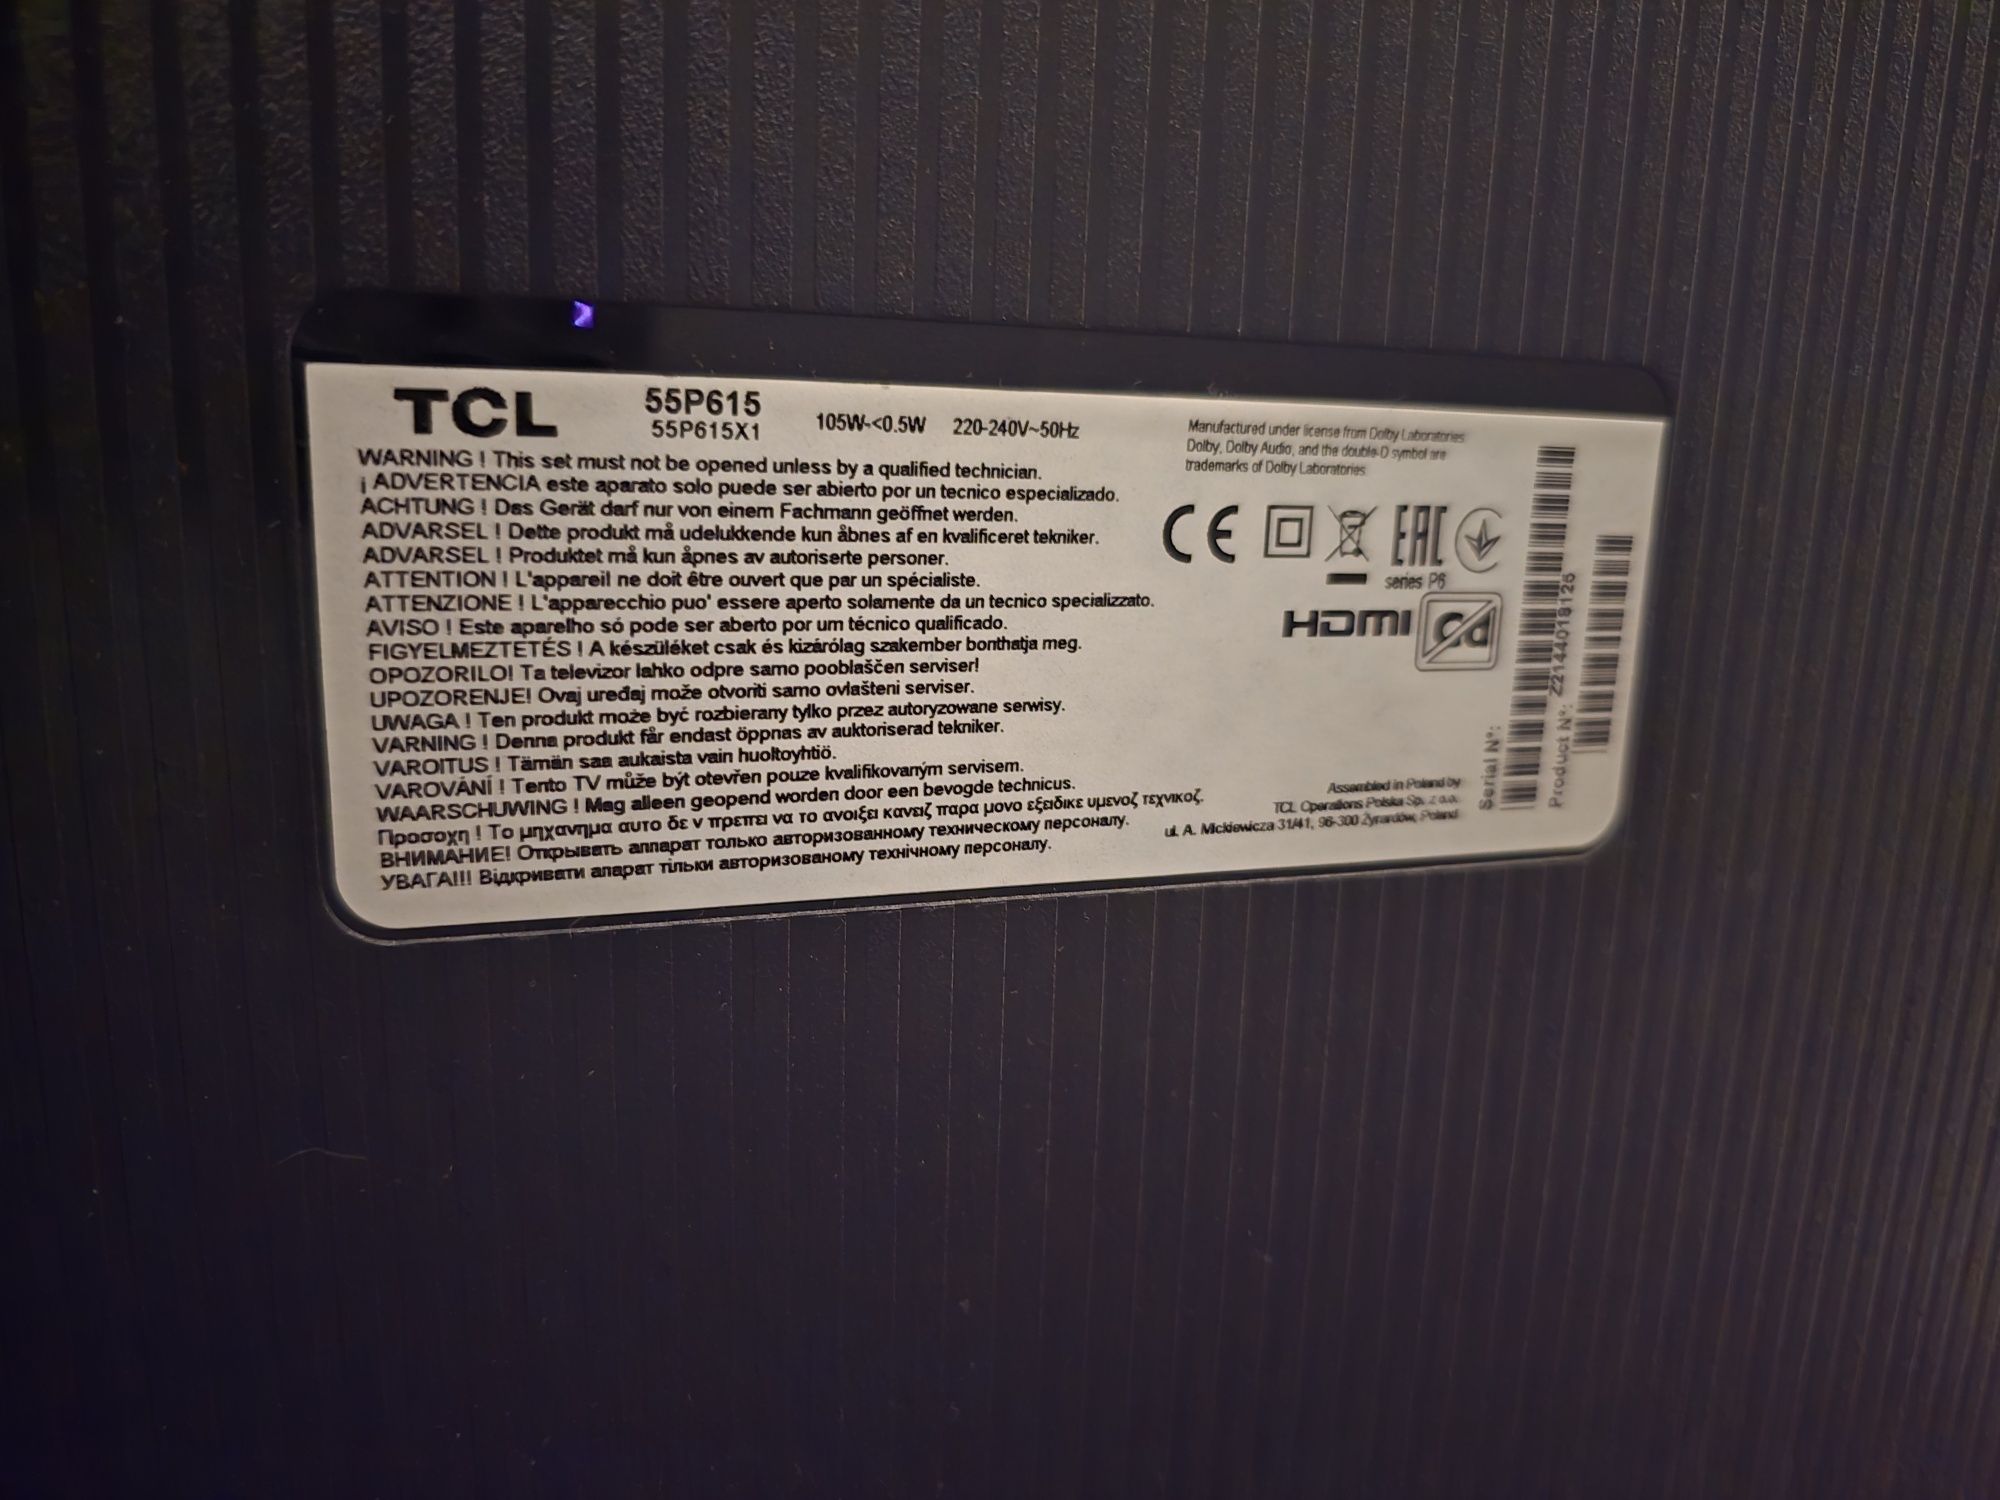 TCL
55P615
55P615X1
105W-<0.5W 220-240V~50Hz
WARNING ! This set must not be opened unless by a qualified technician.
¡ ADVERTENCIA este aparato solo puede ser abierto por un tecnico especializado.
ACHTUNG ! Das Gerät darf nur von einem Fachmann geöffnet werden.
ADVARSEL ! Dette produkt må udelukkende kun åbnes af en kvalificeret tekniker.
ADVARSEL ! Produktet må kun åpnes av autoriserte personer.
ATTENTION ! L'appareil ne doit être ouvert que par un spécialiste.
ATTENZIONE ! L'apparecchio puo' essere aperto solamente da un tecnico specializzato.
AVISO ! Este aparelho só pode ser aberto por um técnico qualificado.
FIGYELMEZTETÉS ! A készüléket csak és kizárólag szakember bonthatja meg.
OPOZORILO! Ta televizor lahko odpre samo pooblaščen serviser!
UPOZORENJE! Ovaj uređaj može otvoriti samo ovlašteni serviser.
UWAGA ! Ten produkt może być rozbierany tylko przez autoryzowane serwisy.
VARNING ! Denna produkt får endast öppnas av auktoriserad tekniker.
VAROITUS ! Tämän saa aukaista vain huoltoyhtiö.
VAROVÁNÍ ! Tento TV může být otevřen pouze kvalifikovaným servisem.
WAARSCHUWING ! Mag alleen geopend worden door een bevogde technicus.
Προσοχη ! Το μηχανημα αυτο δε ν πρεπει να το ανοιξει κανειζ παρα μονο εξειδικε υμενοζ τεχνικοζ.
ВНИМАНИЕ! Открывать аппарат только авторизованному техническому персоналу.
УВАГА!!! Відкривати апарат тільки авторизованому технічному персоналу.
Manufactured under license from Dolby Laboratories
Dolby, Dolby Audio, and the double-D symbol are
trademarks of Dolby Laboratories
CE
EAC
series P6
HDMI
Assembled in Poland by
TCL Operations Polska Sp. z o.o.
ul. A. Mickiewicza 31/41, 96-300 Żyrardów, Poland
Serial N°:
Product N°: Z21444018125